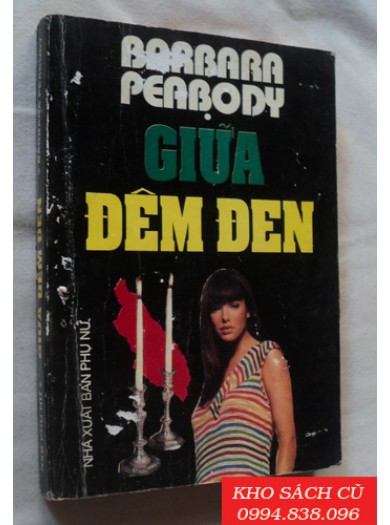 BARBARA
PEABODY
GIỮA
ĐÊM ĐEN
NHÀ XUẤT BẢN PHỤ NỮ
KHO SÁCH CŨ
0994.838.096